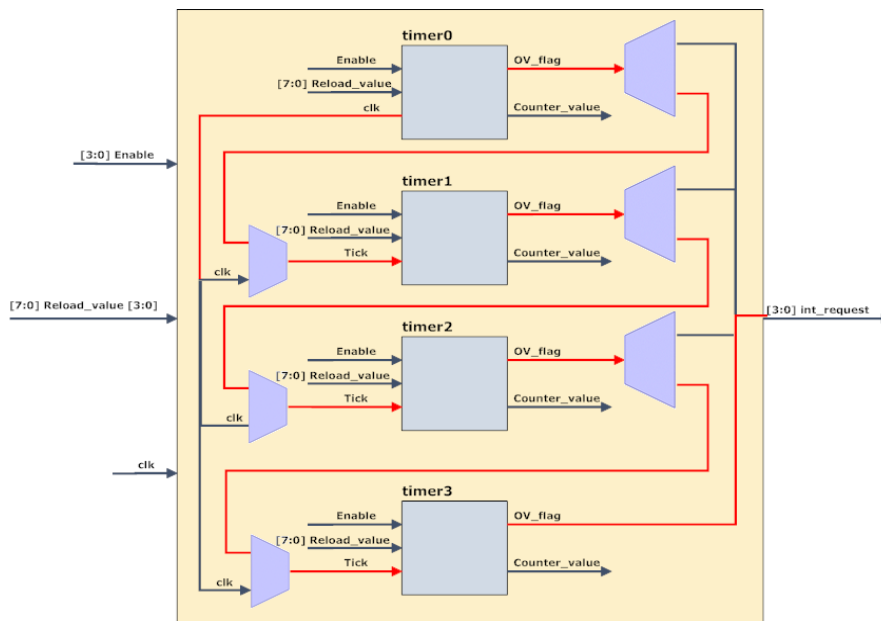 timer0
Enable
OV_flag
[7:0] Reload_value
clk
Counter_value
[3:0] Enable
timer1
Enable
OV_flag
[7:0] Reload_value
Tick
Counter_value
clk
[7:0] Reload_value [3:0]
[3:0] int_request
timer2
Enable
OV_flag
[7:0] Reload_value
Tick
Counter_value
clk
clk
timer3
Enable
OV_flag
[7:0] Reload_value
Tick
Counter_value
clk